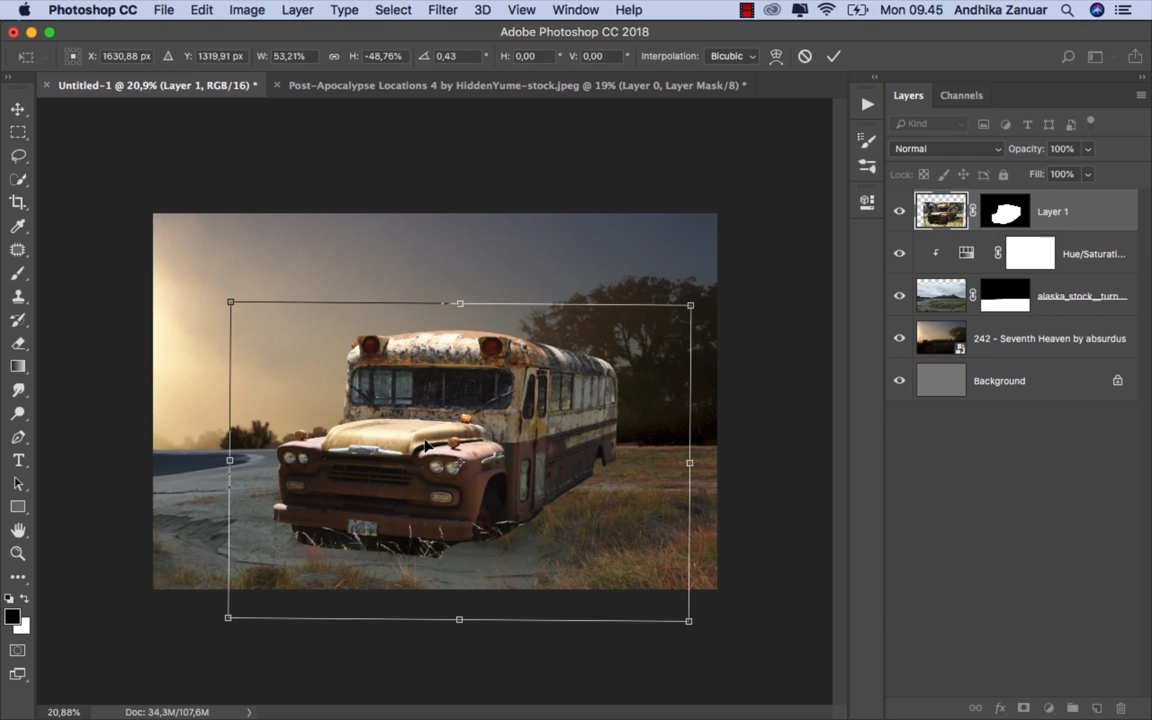 Photoshop CC File Edit Image Layer Type Select Filter 3D View Window Help Mon 09.45 Andhika Zanuar
Adobe Photoshop CC 2018
X: 1630,88 px Y: 1319,91 px W: 53,21% H: -48,76% 0,43 ° H: 0,00 ° V: 0,00 ° Interpolation: Bicubic
Untitled-1 @ 20,9% (Layer 1, RGB/16) * Post-Apocalypse Locations 4 by HiddenYume-stock.jpeg @ 19% (Layer 0, Layer Mask/8) *
Layers Channels
Kind
Normal Opacity: 100%
Lock: Fill: 100%
Layer 1
Hue/Saturati...
alaska_stock__turn...
242 - Seventh Heaven by absurdus
Background
20,88% Doc: 34,3M/107,6M